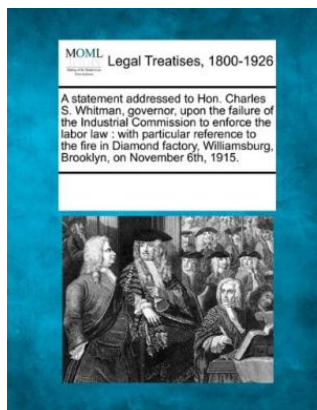 MOML Legal Treatises, 1800-1926
A statement addressed to Hon. Charles
S. Whitman, governor, upon the failure of
the Industrial Commission to enforce the
labor law : with particular reference to
the fire in Diamond factory, Williamsburg,
Brooklyn, on November 6th, 1915.